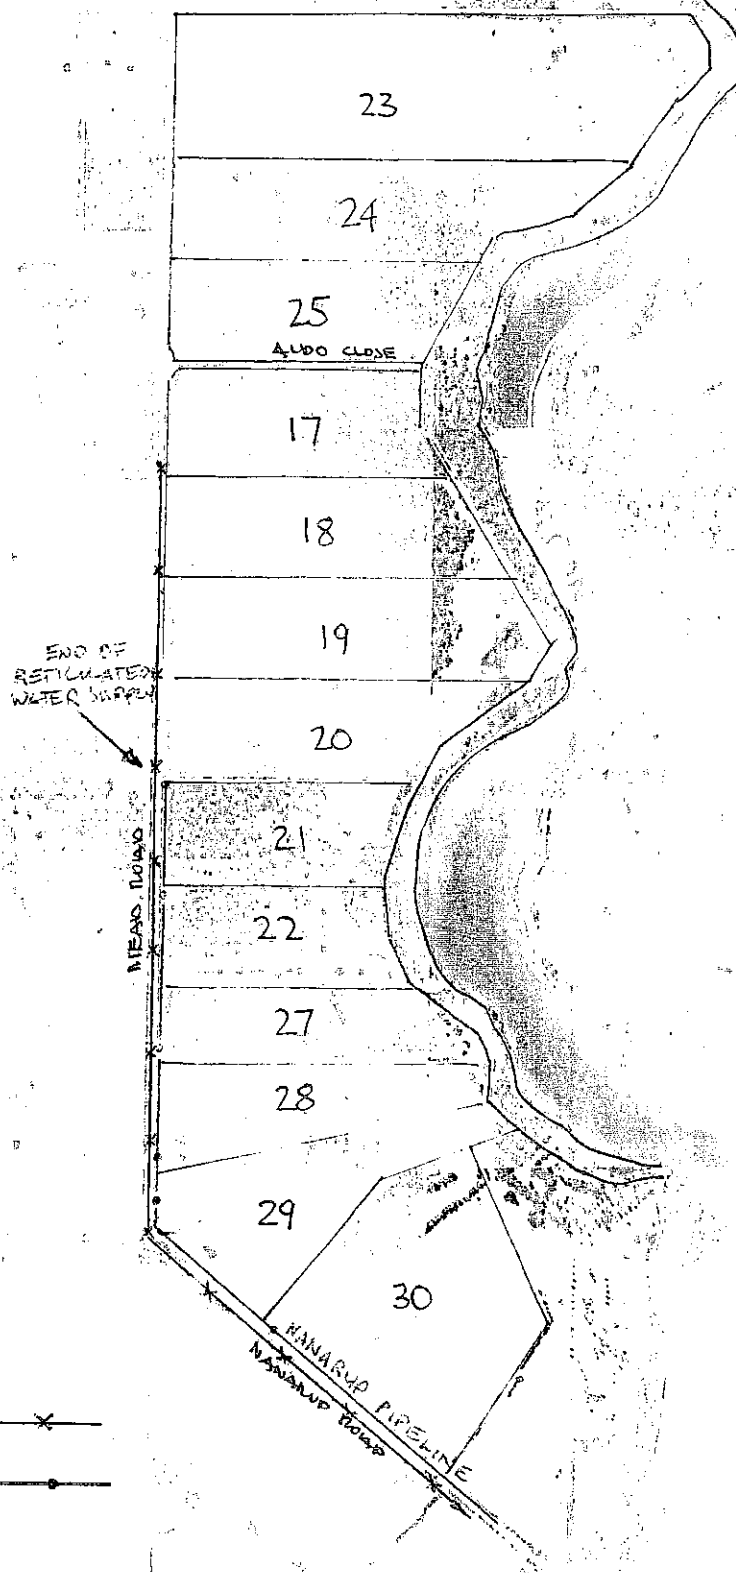 23
24
25
ALDO CLOSE
17
18
19
END OF
RETICULATED
WATER SUPPLY
20
21
MEAD ROAD
22
27
28
29
30
NANARUP PIPELINE
NANARUP ROAD